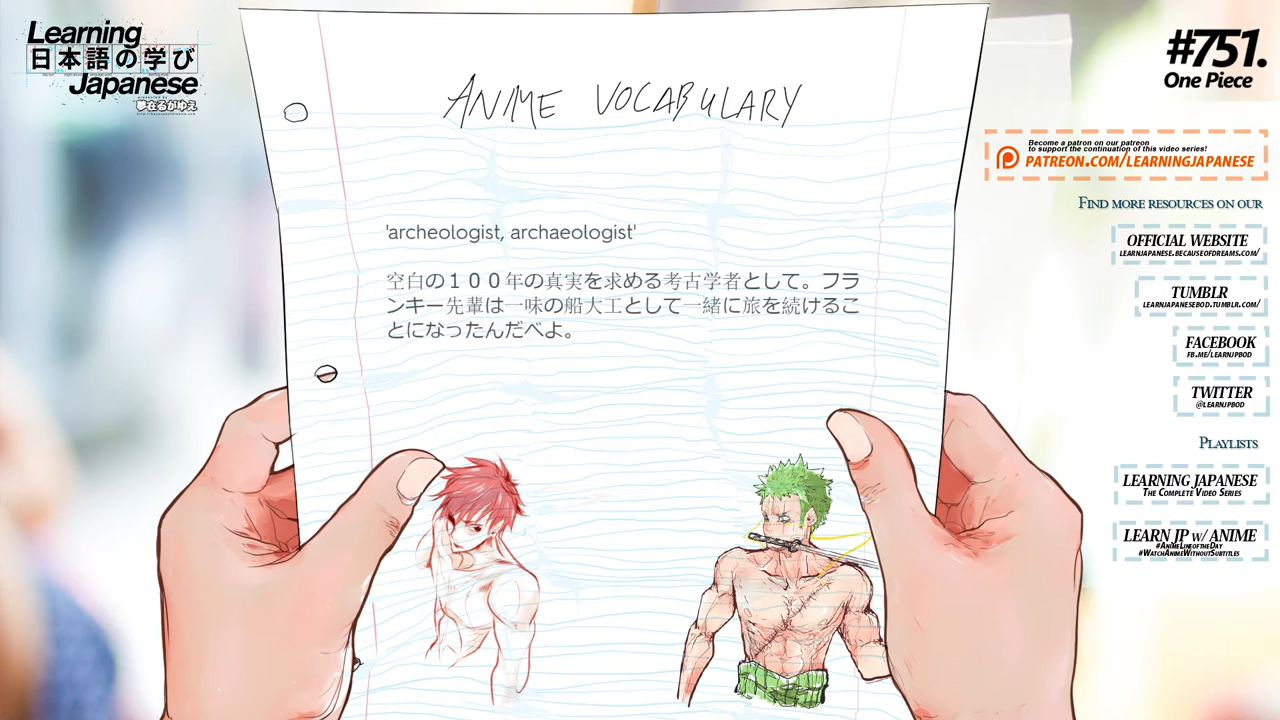 Learning
日本語の学び
Japanese
夢在るがゆえ
#751.
One Piece
ANIME VOCABULARY
Become a patron on our patreon
to support the continuation of this video series!
PATREON.COM/LEARNINGJAPANESE
FIND MORE RESOURCES ON OUR
OFFICIAL WEBSITE
LEARNJAPANESE.BECAUSEOFDREAMS.COM/
TUMBLR
LEARNJAPANESEBOD.TUMBLR.COM/
FACEBOOK
FB.ME/LEARNJPBOD
TWITTER
@LEARNJPBOD
PLAYLISTS
LEARNING JAPANESE
THE COMPLETE VIDEO SERIES
LEARN JP W/ ANIME
#ANIMELINEOFTHEDAY
#WATCHANIMEWITHOUTSUBTITLES
'archeologist, archaeologist'
空白の１００年の真実を求める考古学者として。フラ
ンキー先輩は一味の船大工として一緒に旅を続けるこ
とになったんだべよ。